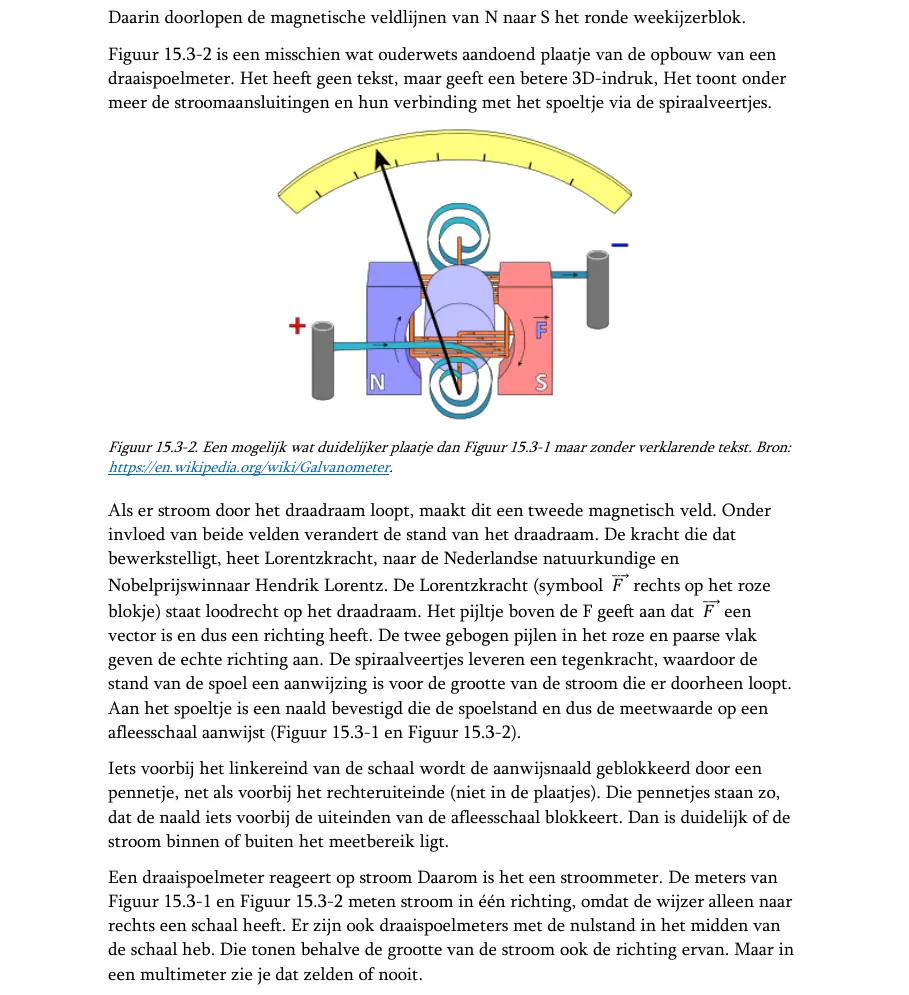 Daarin doorlopen de magnetische veldlijnen van N naar S het ronde weekijzerblok.
Figuur 15.3-2 is een misschien wat ouderwets aandoend plaatje van de opbouw van een
draaispoelmeter. Het heeft geen tekst, maar geeft een betere 3D-indruk, Het toont onder
meer de stroomaansluitingen en hun verbinding met het spoeltje via de spiraalveertjes.
−
+
F
N
S
Figuur 15.3-2. Een mogelijk wat duidelijker plaatje dan Figuur 15.3-1 maar zonder verklarende tekst. Bron:
https://en.wikipedia.org/wiki/Galvanometer.
Als er stroom door het draadraam loopt, maakt dit een tweede magnetisch veld. Onder
invloed van beide velden verandert de stand van het draadraam. De kracht die dat
bewerkstelligt, heet Lorentzkracht, naar de Nederlandse natuurkundige en
Nobelprijswinnaar Hendrik Lorentz. De Lorentzkracht (symbool F⃗ rechts op het roze
blokje) staat loodrecht op het draadraam. Het pijltje boven de F geeft aan dat F⃗ een
vector is en dus een richting heeft. De twee gebogen pijlen in het roze en paarse vlak
geven de echte richting aan. De spiraalveertjes leveren een tegenkracht, waardoor de
stand van de spoel een aanwijzing is voor de grootte van de stroom die er doorheen loopt.
Aan het spoeltje is een naald bevestigd die de spoelstand en dus de meetwaarde op een
afleesschaal aanwijst (Figuur 15.3-1 en Figuur 15.3-2).
Iets voorbij het linkereind van de schaal wordt de aanwijsnaald geblokkeerd door een
pennetje, net als voorbij het rechteruiteinde (niet in de plaatjes). Die pennetjes staan zo,
dat de naald iets voorbij de uiteinden van de afleesschaal blokkeert. Dan is duidelijk of de
stroom binnen of buiten het meetbereik ligt.
Een draaispoelmeter reageert op stroom Daarom is het een stroommeter. De meters van
Figuur 15.3-1 en Figuur 15.3-2 meten stroom in één richting, omdat de wijzer alleen naar
rechts een schaal heeft. Er zijn ook draaispoelmeters met de nulstand in het midden van
de schaal heb. Die tonen behalve de grootte van de stroom ook de richting ervan. Maar in
een multimeter zie je dat zelden of nooit.